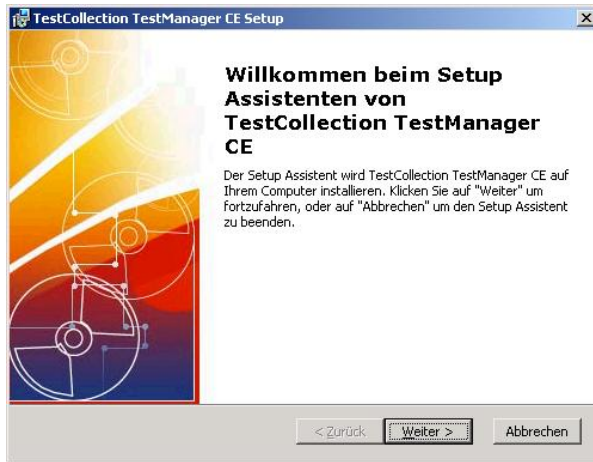 TestCollection TestManager CE Setup
Willkommen beim Setup
Assistenten von
TestCollection TestManager
CE
Der Setup Assistent wird TestCollection TestManager CE auf
Ihrem Computer installieren. Klicken Sie auf "Weiter" um
fortzufahren, oder auf "Abbrechen" um den Setup Assistent
zu beenden.
< Zurück Weiter > Abbrechen